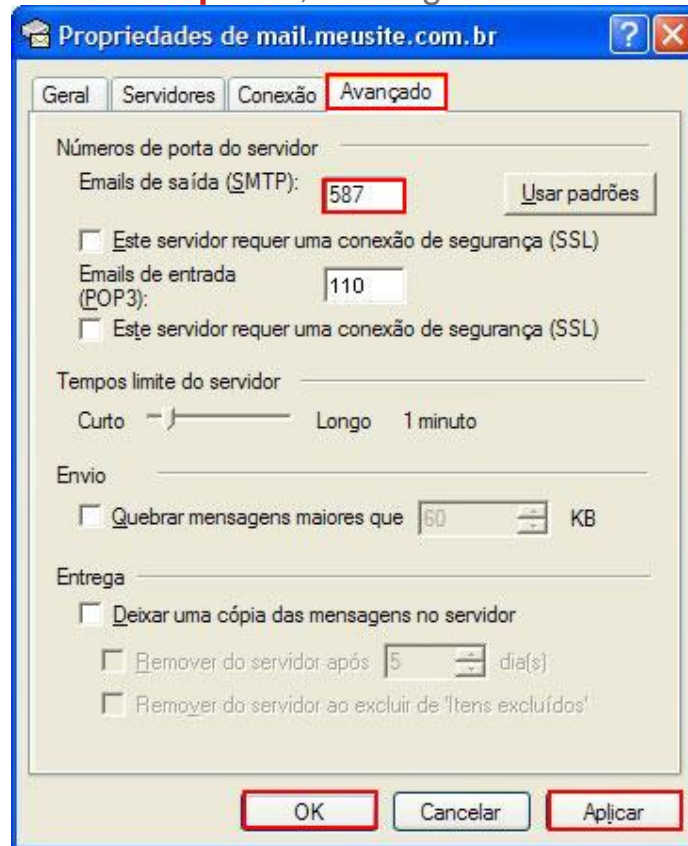 Propriedades de mail.meusite.com.br
Geral Servidores Conexão Avançado
Números de porta do servidor
Emails de saída (SMTP): 587 Usar padrões
Este servidor requer uma conexão de segurança (SSL)
Emails de entrada
(POP3): 110
Este servidor requer uma conexão de segurança (SSL)
Tempos limite do servidor
Curto Longo 1 minuto
Envio
Quebrar mensagens maiores que 60 KB
Entrega
Deixar uma cópia das mensagens no servidor
Remover do servidor após 5 dia(s)
Remover do servidor ao excluir de 'Itens excluídos'
OK Cancelar Aplicar